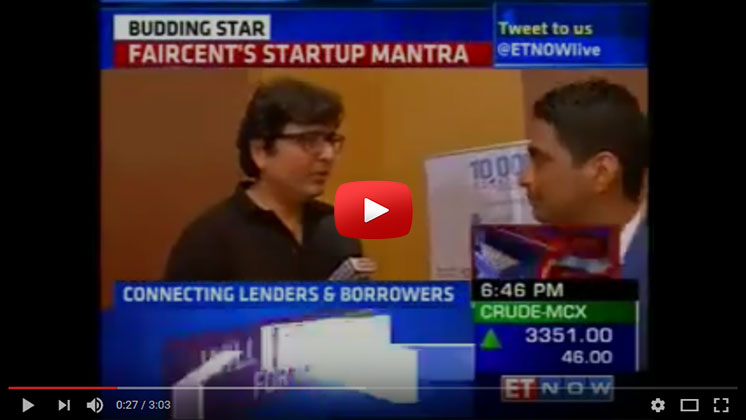 BUDDING STAR
FAIRCENT'S STARTUP MANTRA
Tweet to us
@ETNOWlive
CONNECTING LENDERS & BORROWERS
6:46 PM
CRUDE-MCX
3351.00
46.00
ET NOW
0:27 / 3:03